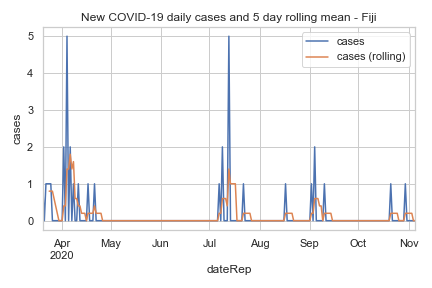 New COVID-19 daily cases and 5 day rolling mean - Fiji
cases
cases (rolling)
5
4
3
2
1
0
cases
Apr May Jun Jul Aug Sep Oct Nov
2020
dateRep